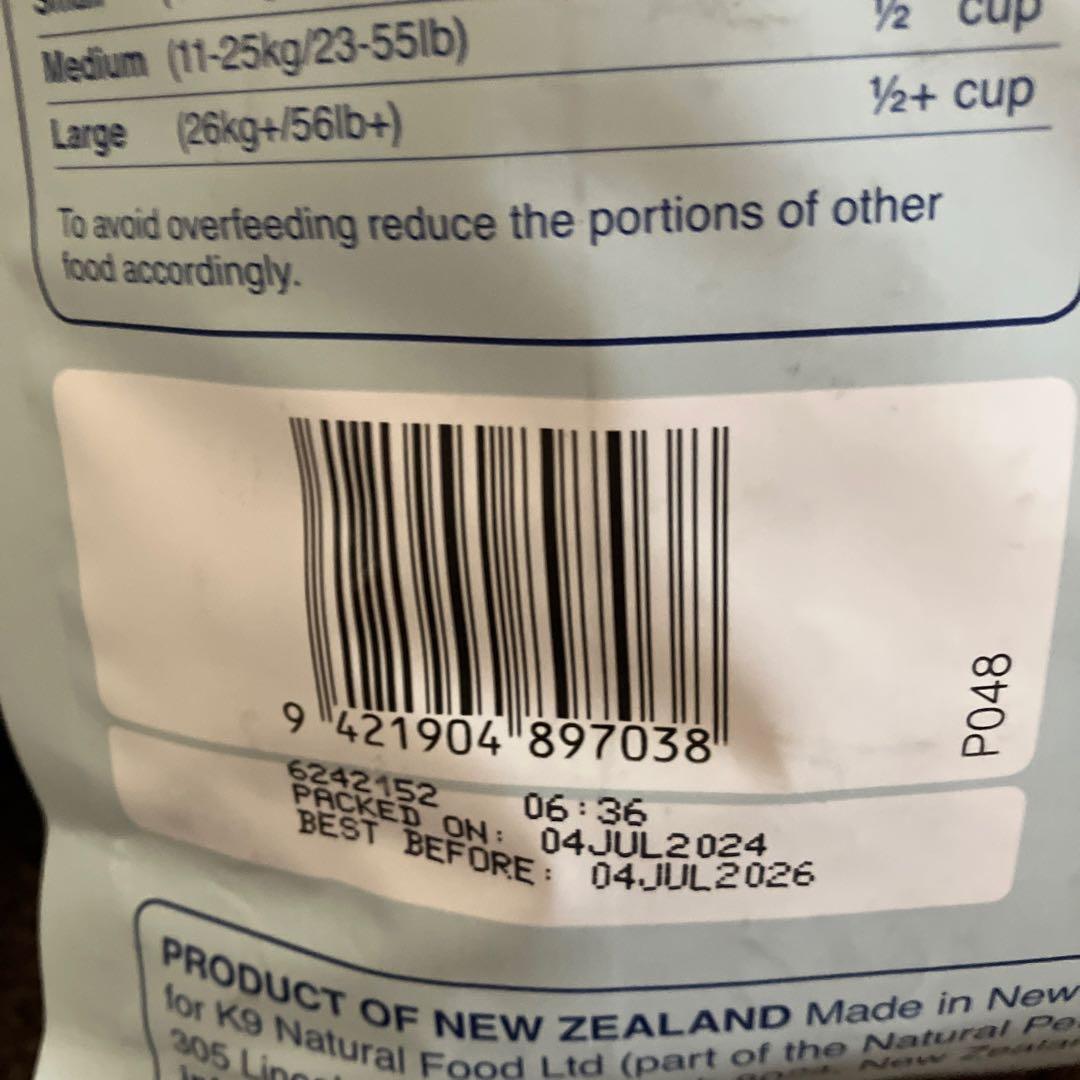 ½ cup
Medium (11-25kg/23-55lb)
½+ cup
Large (26kg+/56lb+)
To avoid overfeeding reduce the portions of other
food accordingly.
P048
9 421904 897038
6242152 06:36
PACKED ON: 04JUL2024
BEST BEFORE: 04JUL2026
PRODUCT OF NEW ZEALAND Made in New
for K9 Natural Food Ltd (part of the Natural
305